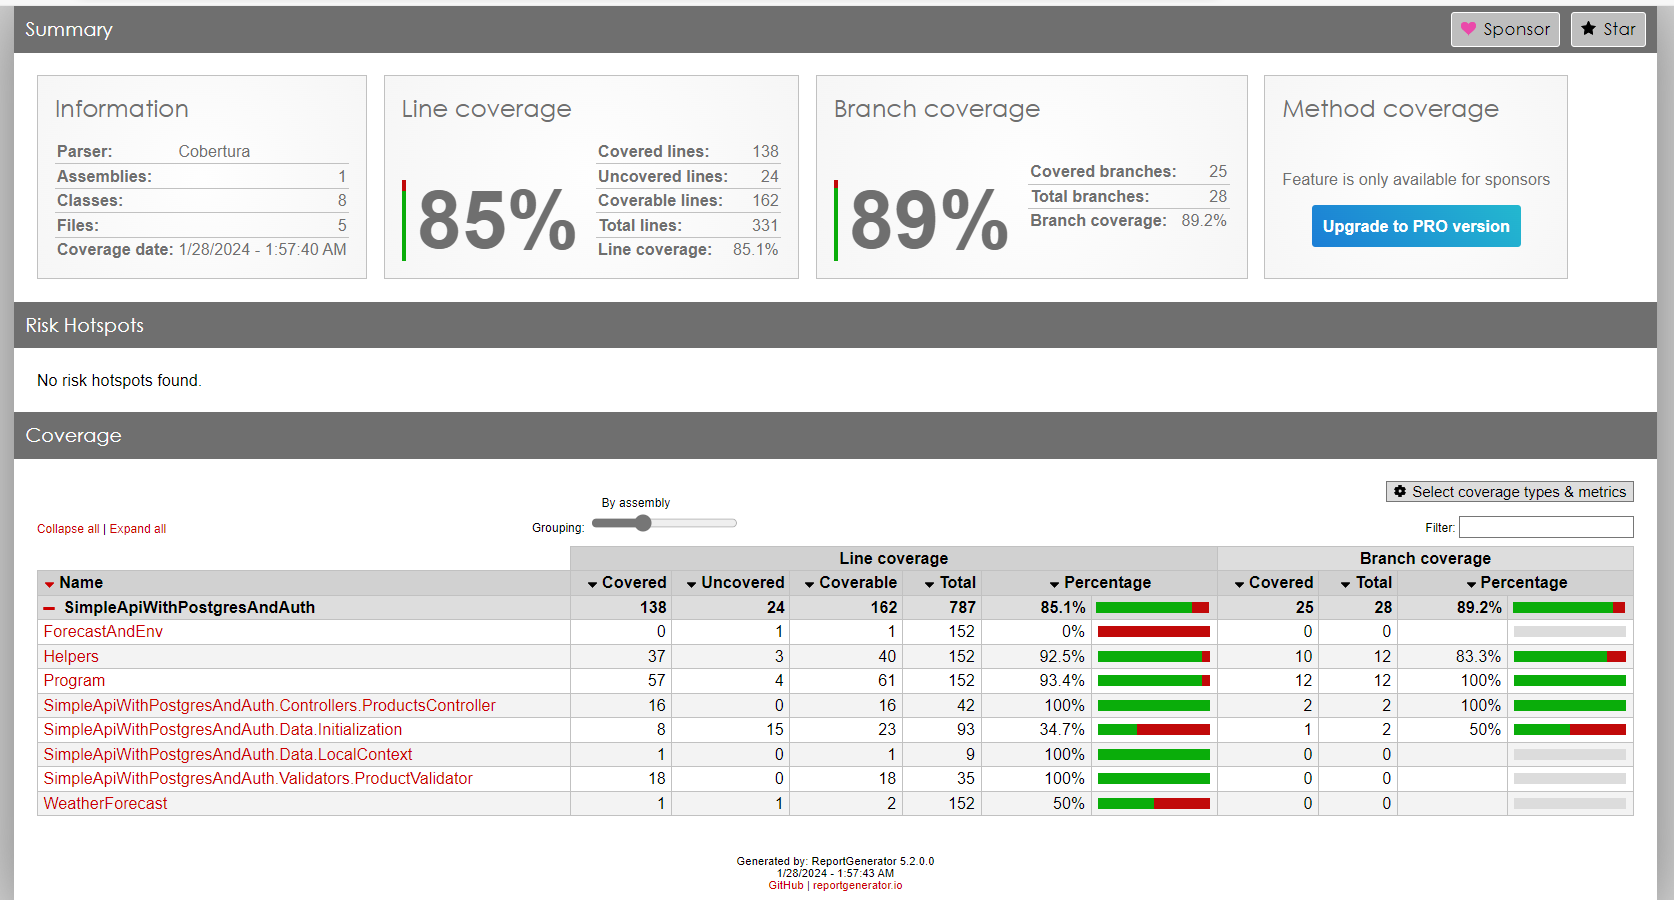 Summary
Sponsor
Star
Information
Parser: Cobertura
Assemblies: 1
Classes: 8
Files: 5
Coverage date: 1/28/2024 - 1:57:40 AM
Line coverage
85%
Covered lines: 138
Uncovered lines: 24
Coverable lines: 162
Total lines: 331
Line coverage: 85.1%
Branch coverage
89%
Covered branches: 25
Total branches: 28
Branch coverage: 89.2%
Method coverage
Feature is only available for sponsors
Upgrade to PRO version
Risk Hotspots
No risk hotspots found.
Coverage
Select coverage types & metrics
Collapse all | Expand all
By assembly
Grouping:
Filter:
Line coverage Branch coverage
Name Covered Uncovered Coverable Total Percentage Covered Total Percentage
SimpleApiWithPostgresAndAuth 138 24 162 787 85.1% 25 28 89.2%
ForecastAndEnv 0 1 1 152 0% 0 0
Helpers 37 3 40 152 92.5% 10 12 83.3%
Program 57 4 61 152 93.4% 12 12 100%
SimpleApiWithPostgresAndAuth.Controllers.ProductsController 16 0 16 42 100% 2 2 100%
SimpleApiWithPostgresAndAuth.Data.Initialization 8 15 23 93 34.7% 1 2 50%
SimpleApiWithPostgresAndAuth.Data.LocalContext 1 0 1 9 100% 0 0
SimpleApiWithPostgresAndAuth.Validators.ProductValidator 18 0 18 35 100% 0 0
WeatherForecast 1 1 2 152 50% 0 0
Generated by: ReportGenerator 5.2.0.0
1/28/2024 - 1:57:43 AM
GitHub | reportgenerator.io